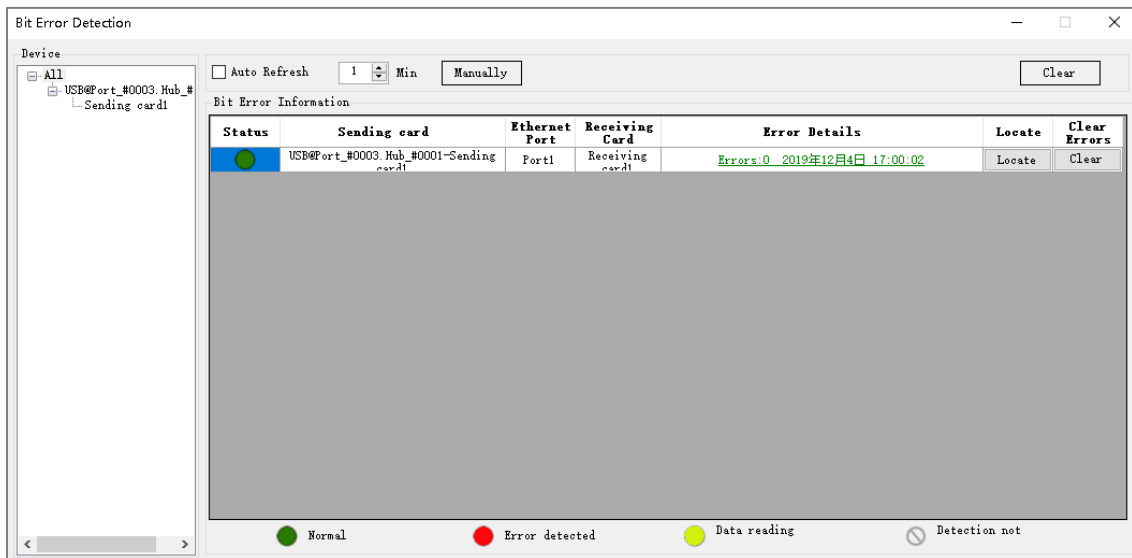 Bit Error Detection
Device
All
USB@Port_#0003.Hub_#
Sending card1
Auto Refresh 1 Min Manually Clear
Bit Error Information
Status Sending card Ethernet Port Receiving Card Error Details Locate Clear Errors
USB@Port_#0003.Hub_#0001-Sending card1 Port1 Receiving card1 Errors:0 2019年12月4日 17:00:02 Locate Clear
Normal Error detected Data reading Detection not